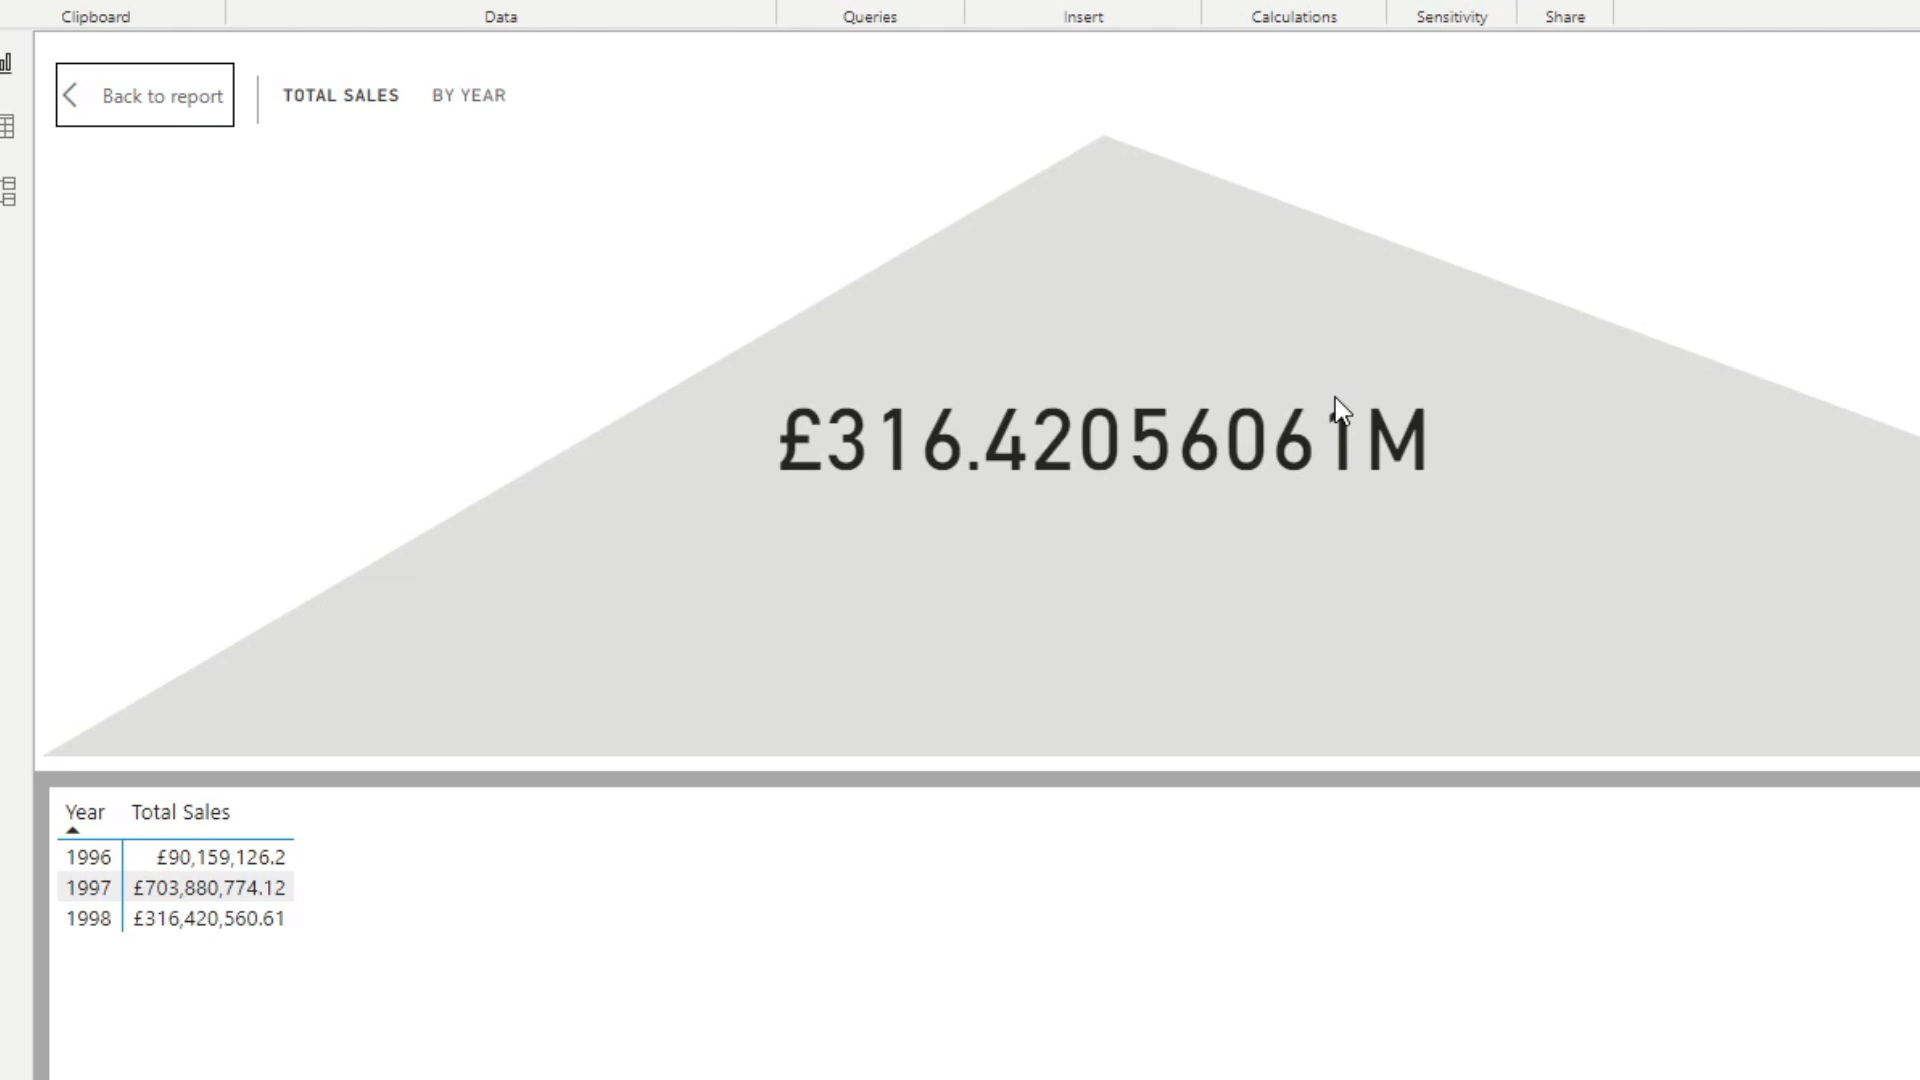 Clipboard Data Queries Insert Calculations Sensitivity Share
Back to report TOTAL SALES BY YEAR
£316.42056061M
Year Total Sales
1996 £90,159,126.2
1997 £703,880,774.12
1998 £316,420,560.61